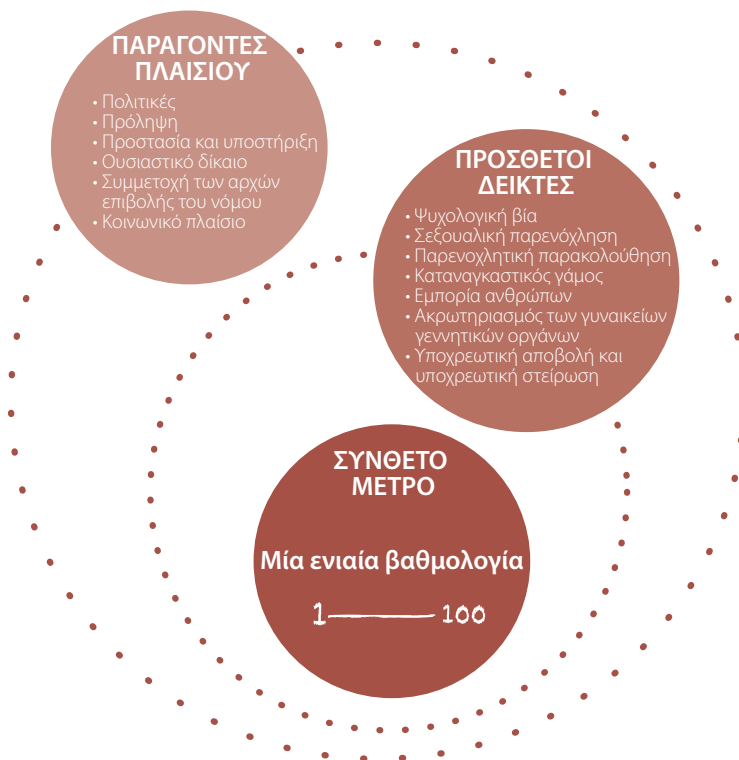 ΠΑΡΑΓΟΝΤΕΣ
ΠΛΑΙΣΙΟΥ
• Πολιτικές
• Πρόληψη
• Προστασία και υποστήριξη
• Ουσιαστικό δίκαιο
• Συμμετοχή των αρχών
επιβολής του νόμου
• Κοινωνικό πλαίσιο
ΠΡΟΣΘΕΤΟΙ
ΔΕΙΚΤΕΣ
• Ψυχολογική βία
• Σεξουαλική παρενόχληση
• Παρενοχλητική παρακολούθηση
• Καταναγκαστικός γάμος
• Εμπορία ανθρώπων
• Ακρωτηριασμός των γυναικείων
γεννητικών οργάνων
• Υποχρεωτική αποβολή και
υποχρεωτική στείρωση
ΣΥΝΘΕΤΟ
ΜΕΤΡΟ
Μία ενιαία βαθμολογία
1 100